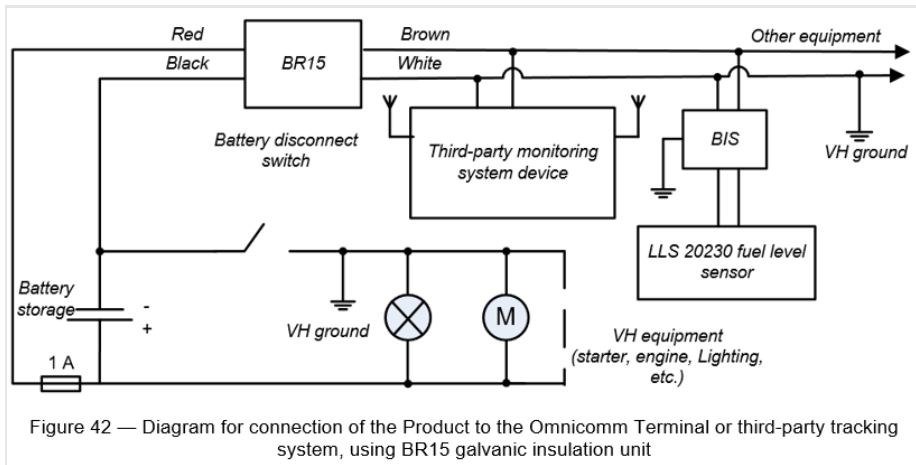 Red
Brown
Other equipment
Black
BR15
White
Battery disconnect
switch
Third-party monitoring
system device
BIS
VH ground
LLS 20230 fuel level
sensor
Battery
storage
-
+
VH ground
M
VH equipment
(starter, engine, Lighting,
etc.)
1 A
Figure 42 — Diagram for connection of the Product to the Omnicomm Terminal or third-party tracking
system, using BR15 galvanic insulation unit